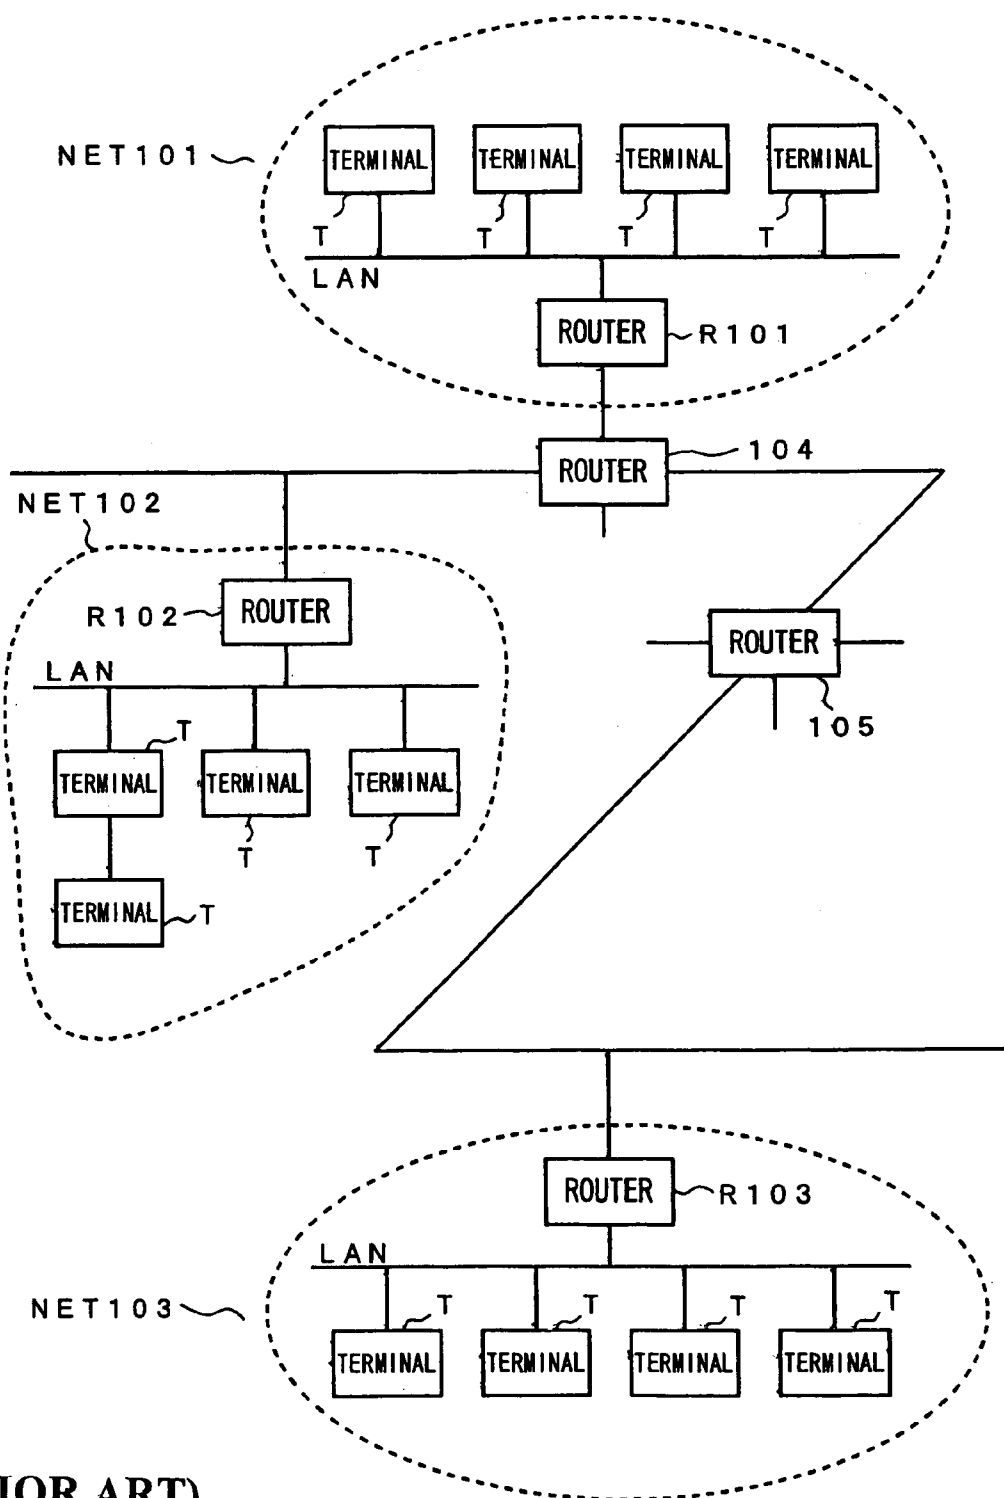 NET101
TERMINAL TERMINAL TERMINAL TERMINAL
T T T T
LAN
ROUTER R101
ROUTER 104
NET102
R102 ROUTER
ROUTER
105
LAN
T
TERMINAL TERMINAL TERMINAL
T T
TERMINAL T
ROUTER R103
LAN
NET103
T T T T
TERMINAL TERMINAL TERMINAL TERMINAL
ART)